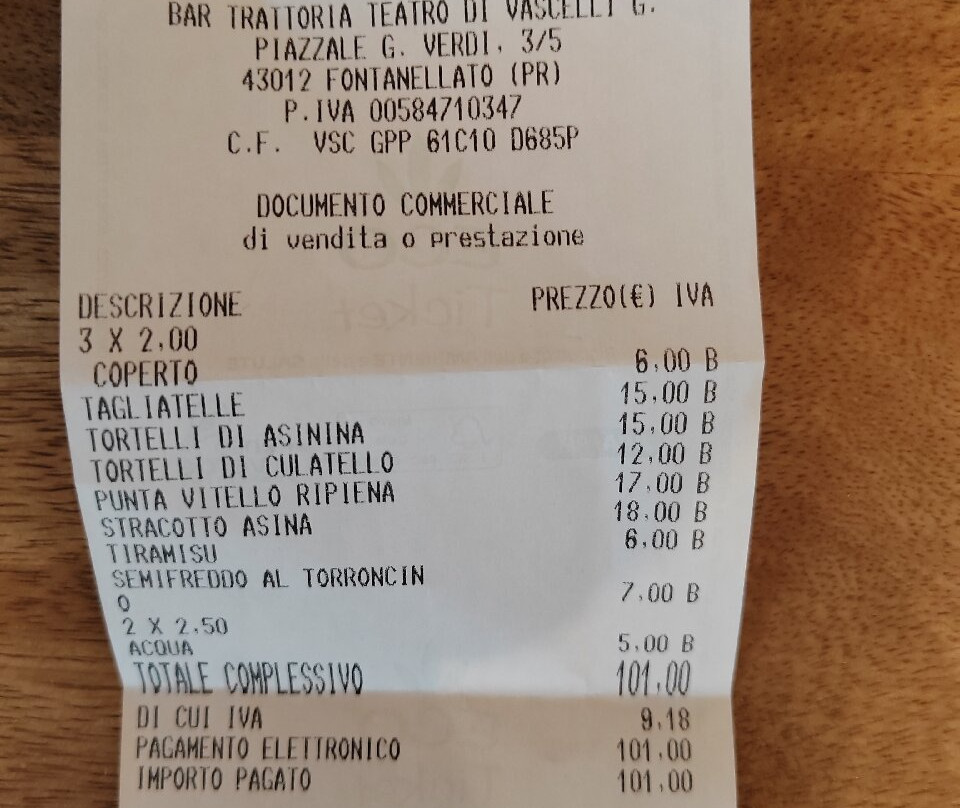 BAR TRATTORIA TEATRO DI VASCELLI G.
PIAZZALE G. VERDI, 3/5
43012 FONTANELLATO (PR)
P.IVA 00584710347
C.F. VSC GPP 61C10 D685P
DOCUMENTO COMMERCIALE
di vendita o prestazione
DESCRIZIONE PREZZO(€) IVA
3 X 2,00
COPERTO 6,00 B
TAGLIATELLE 15,00 B
TORTELLI DI ASININA 15,00 B
TORTELLI DI CULATELLO 12,00 B
PUNTA VITELLO RIPIENA 17,00 B
STRACOTTO ASINA 18,00 B
TIRAMISU 6,00 B
SEMIFREDDO AL TORRONCIN
O 7,00 B
2 X 2,50
ACQUA 5,00 B
TOTALE COMPLESSIVO 101,00
DI CUI IVA 9,18
PAGAMENTO ELETTRONICO 101,00
IMPORTO PAGATO 101,00